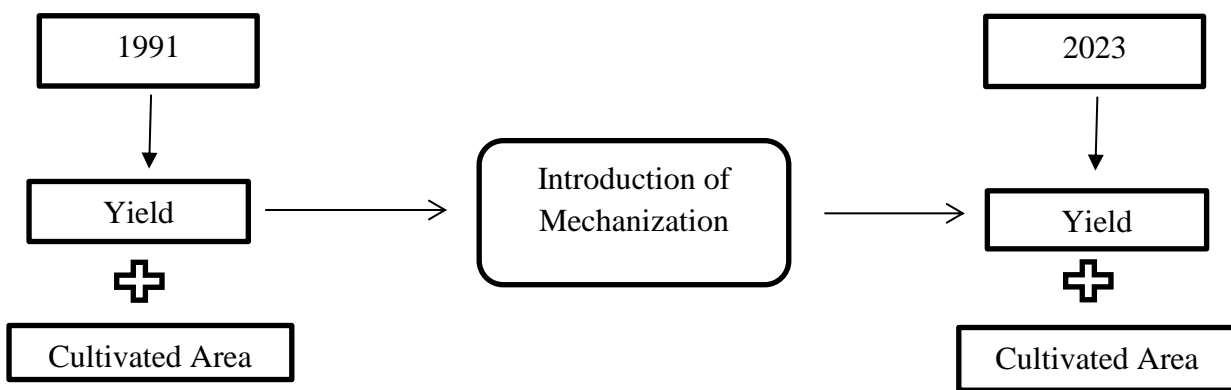 1991
Yield
Cultivated Area
Introduction of
Mechanization
2023
Yield
Cultivated Area